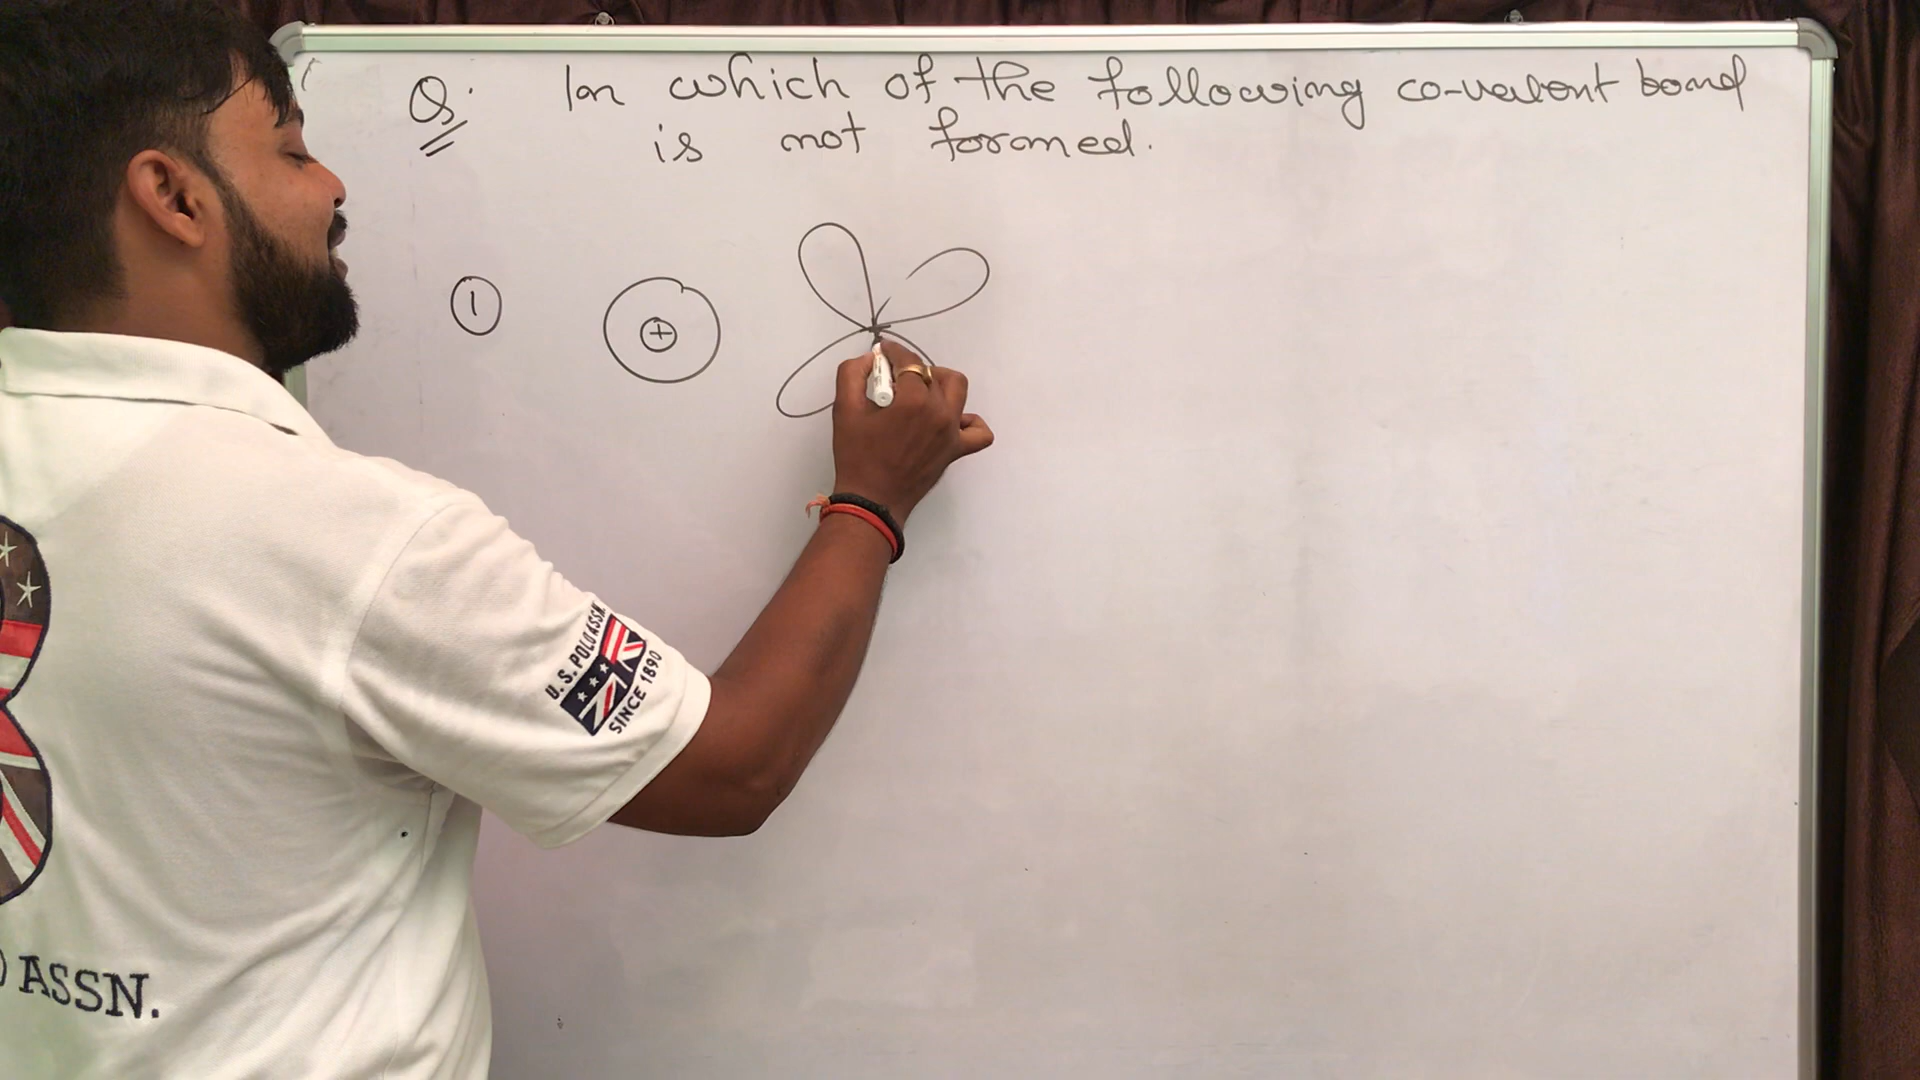 Q. In which of the following co-valent bond
is not formed.
1 +
U.S. POLO ASSN.
SINCE 1890
ASSN.